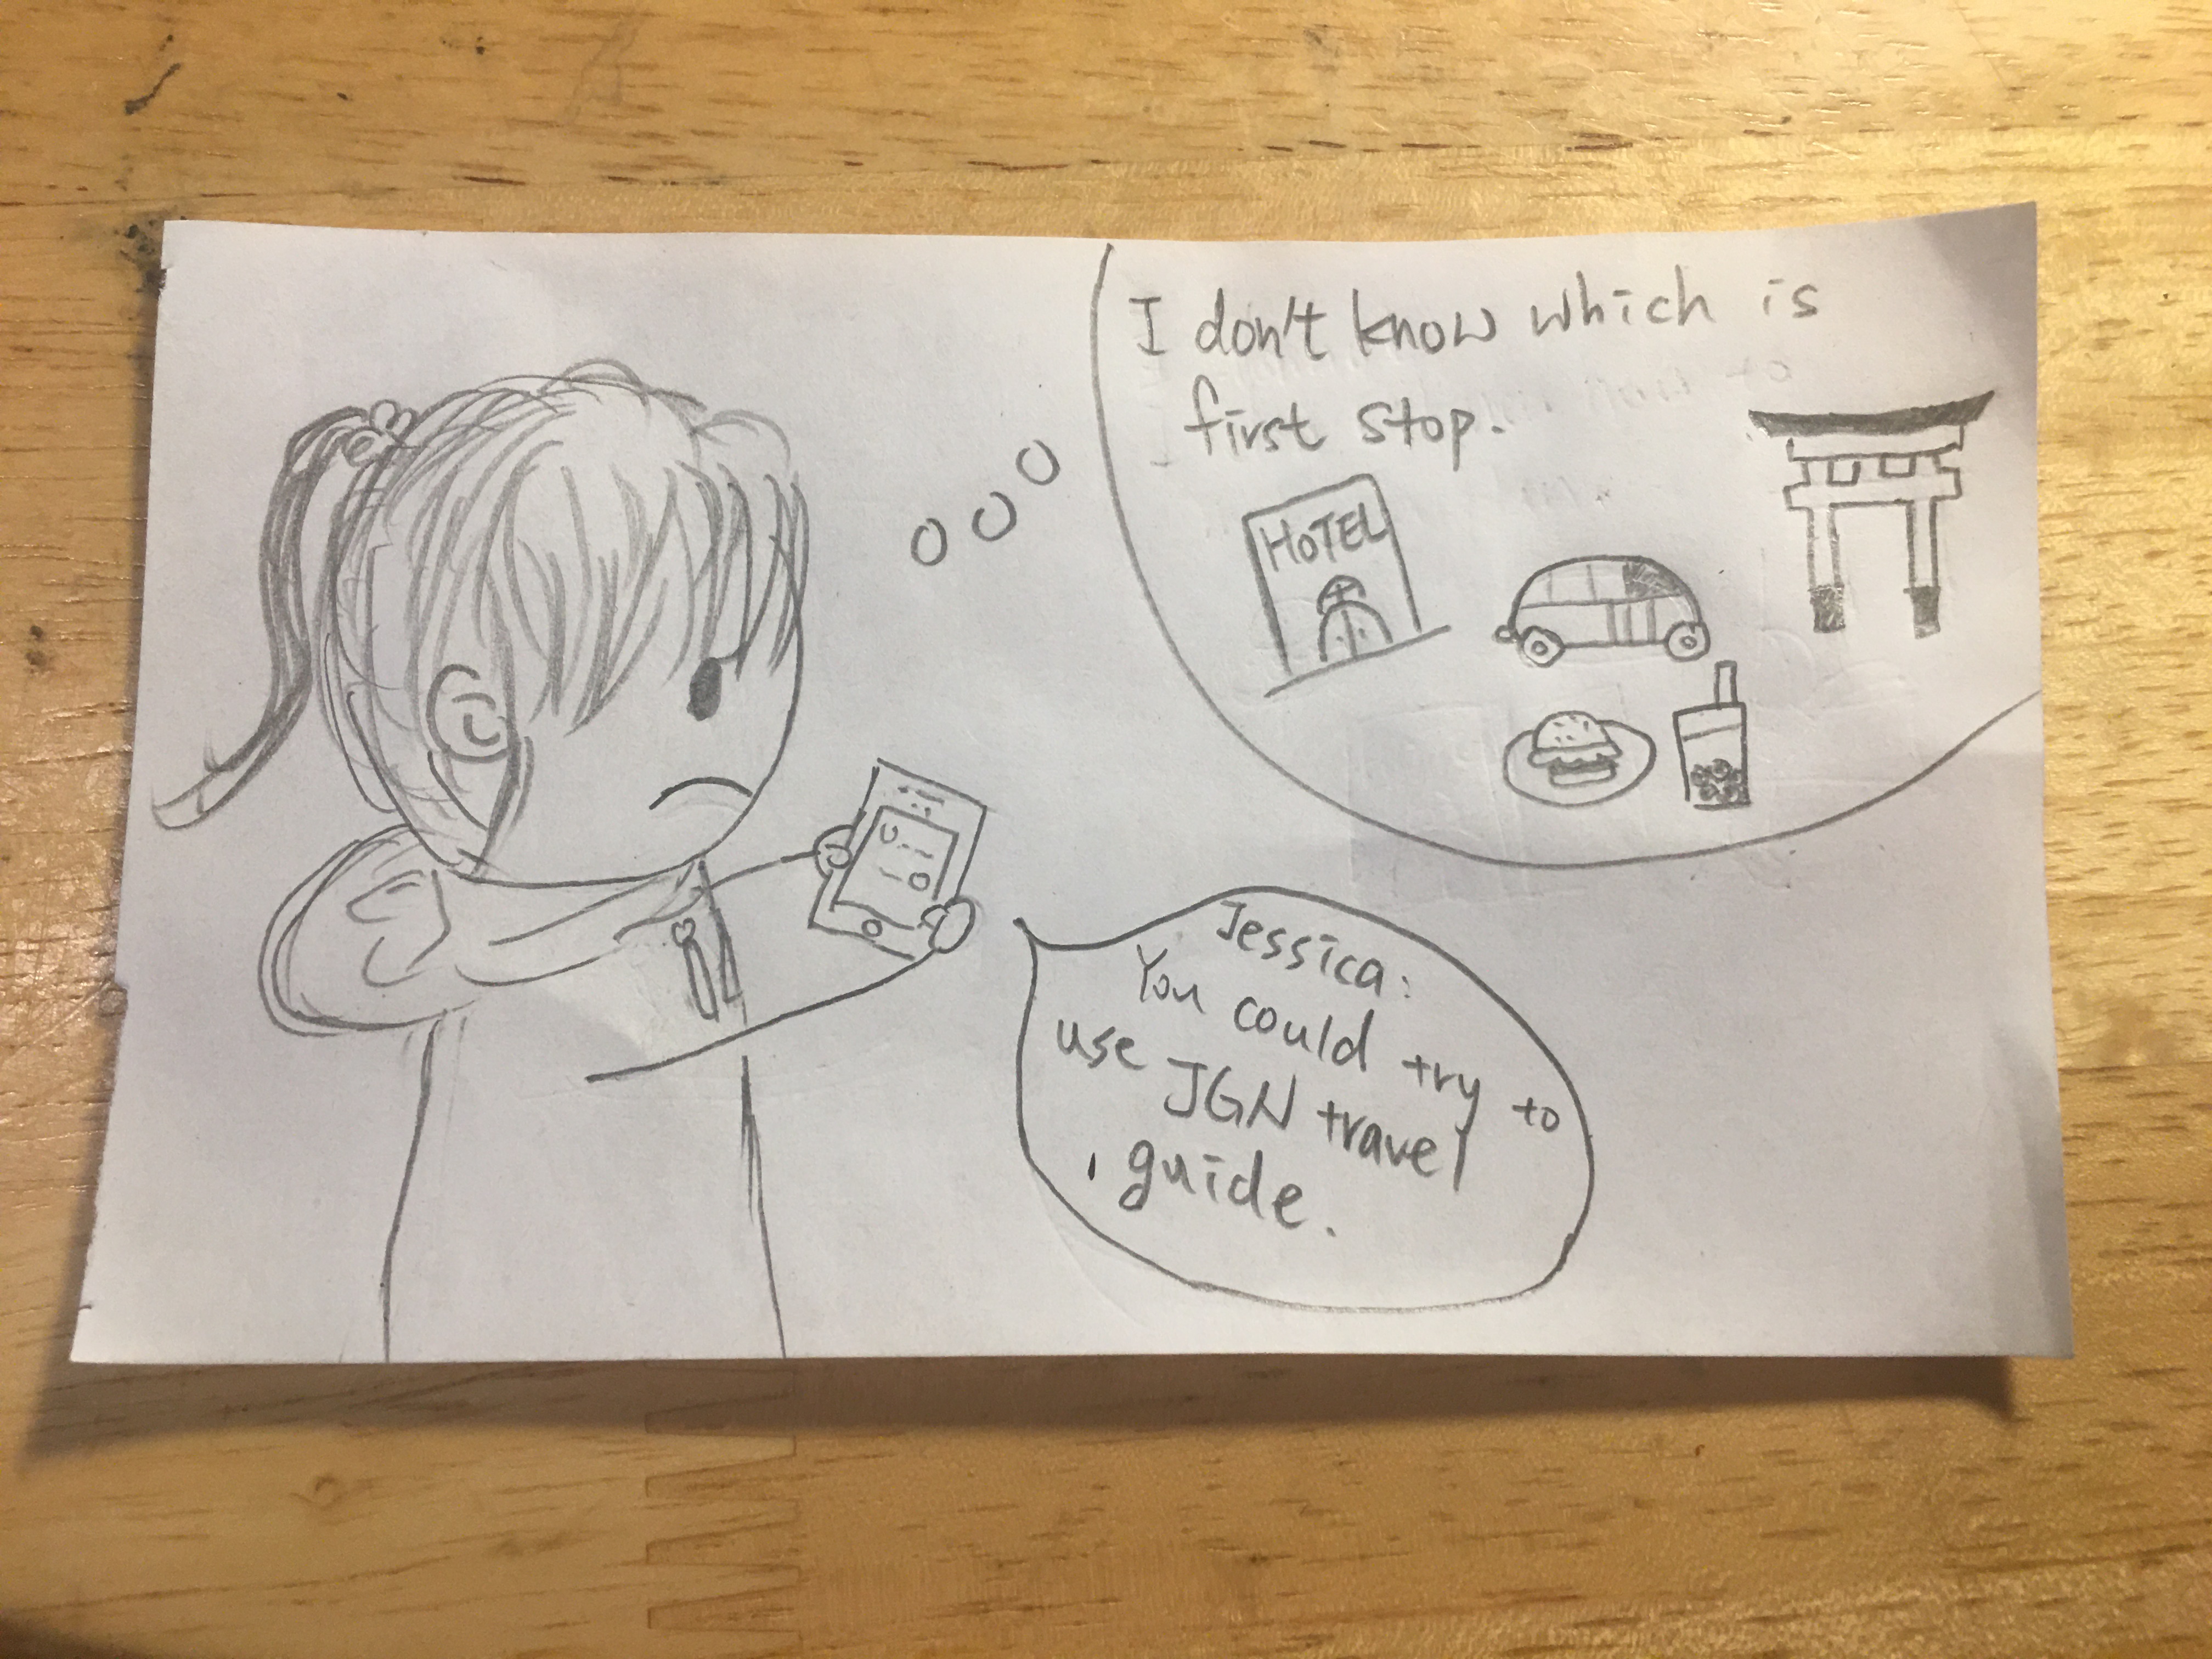 I don't know which is
first stop.
HOTEL
Jessica:
You could try to
use JGN travel
guide.